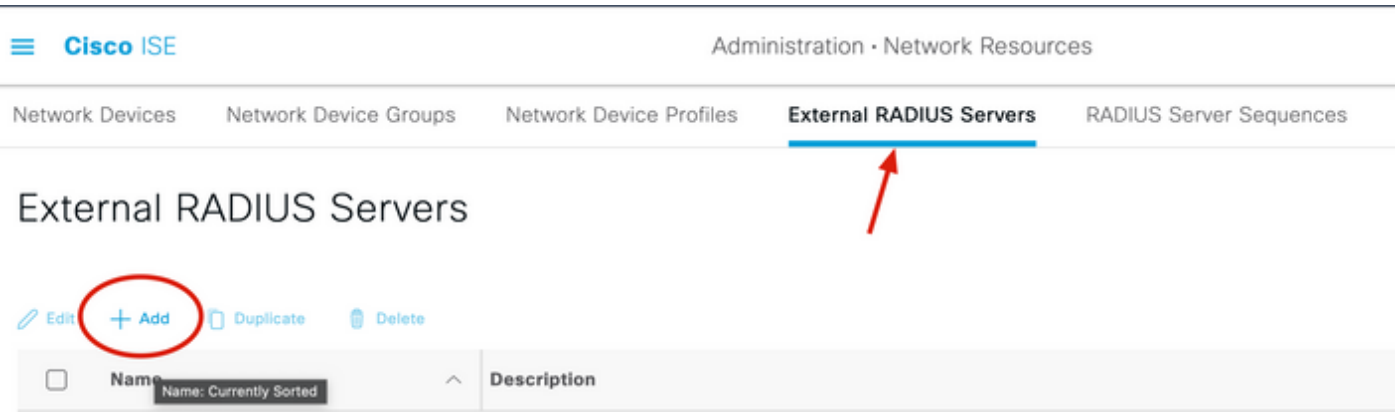 Cisco ISE Administration · Network Resources
Network Devices Network Device Groups Network Device Profiles External RADIUS Servers RADIUS Server Sequences
External RADIUS Servers
Edit Add Duplicate Delete
Name Description
Name: Currently Sorted